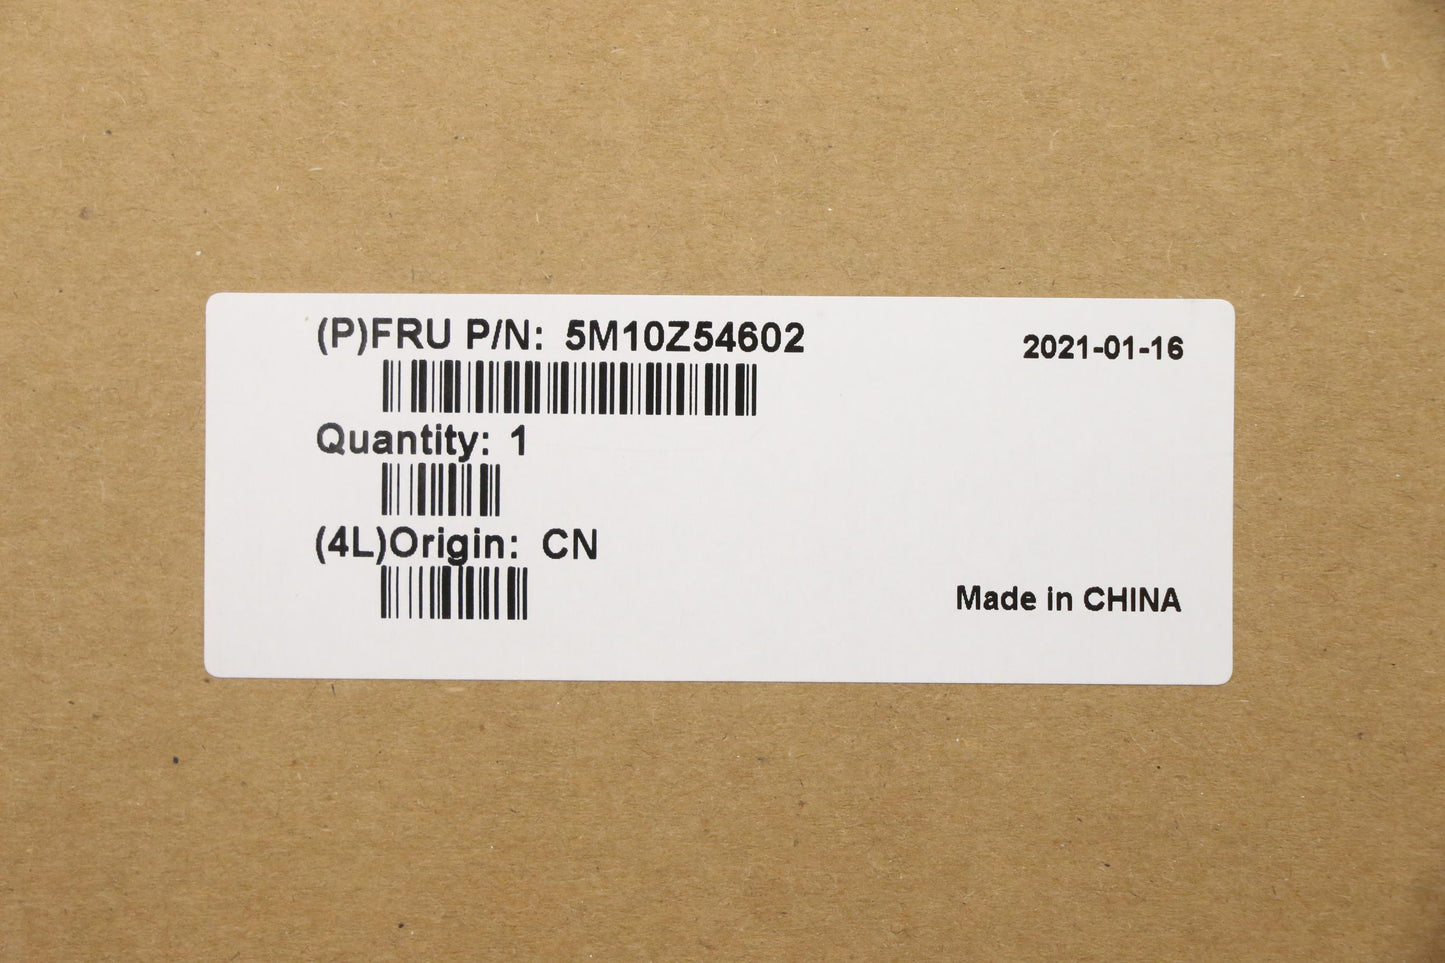 (P)FRU P/N: 5M10Z54602
2021-01-16
Quantity: 1
(4L)Origin: CN
Made in CHINA